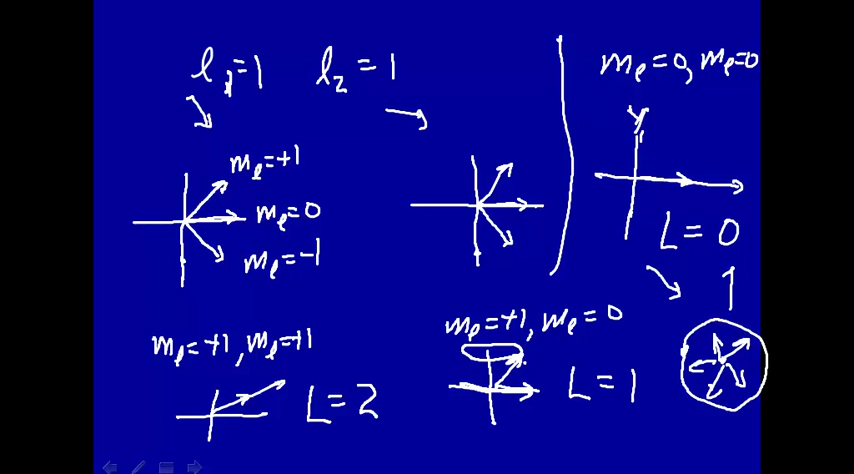 l₁=1 l₂=1
mₗ=0, mₗ=0
mₗ=+1
mₗ=0
mₗ=-1
L=0
1
mₗ=+1, mₗ=+1
mₗ=+1, mₗ=0
L=2
L=1